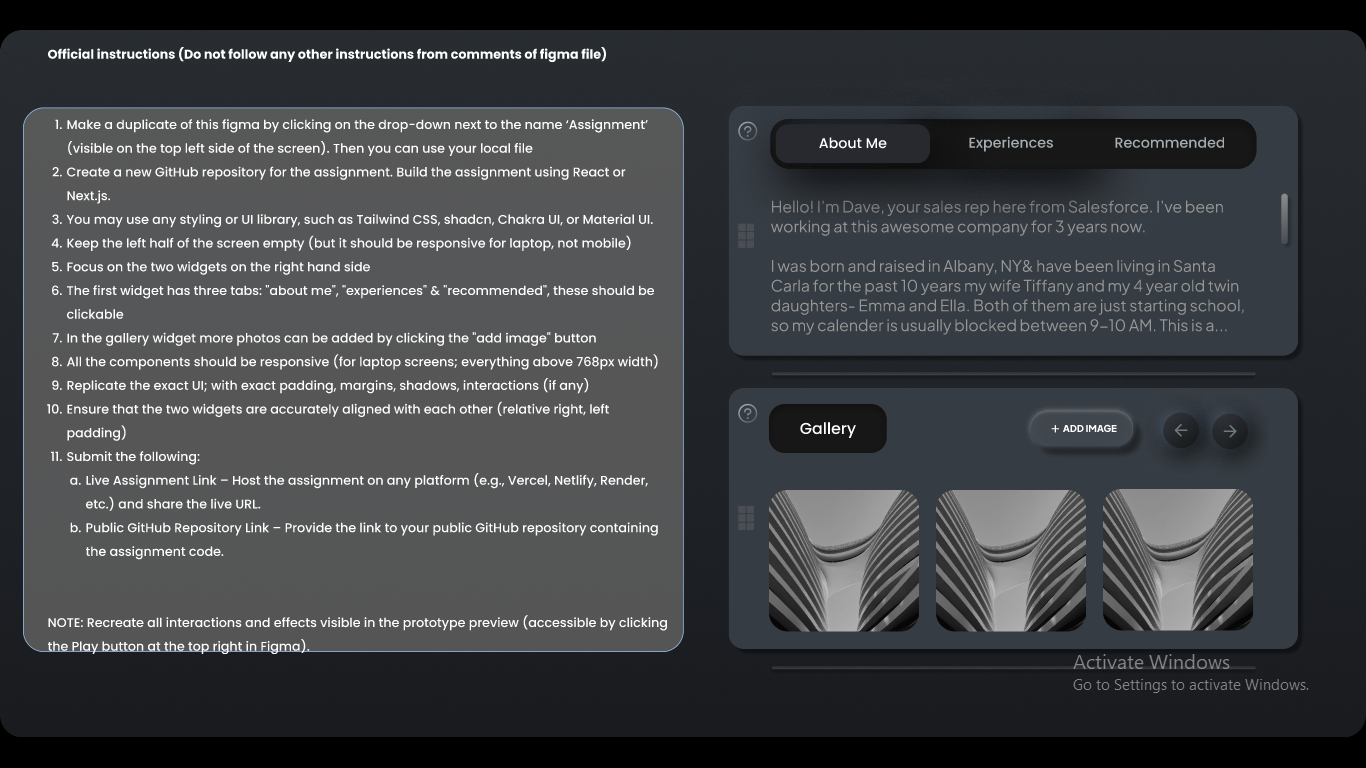 Official instructions (Do not follow any other instructions from comments of figma file)
1. Make a duplicate of this figma by clicking on the drop-down next to the name ‘Assignment’
(visible on the top left side of the screen). Then you can use your local file
2. Create a new GitHub repository for the assignment. Build the assignment using React or
Next.js.
3. You may use any styling or UI library, such as Tailwind CSS, shadcn, Chakra UI, or Material UI.
4. Keep the left half of the screen empty (but it should be responsive for laptop, not mobile)
5. Focus on the two widgets on the right hand side
6. The first widget has three tabs: "about me", "experiences" & "recommended", these should be
clickable
7. In the gallery widget more photos can be added by clicking the "add image" button
8. All the components should be responsive (for laptop screens; everything above 768px width)
9. Replicate the exact UI; with exact padding, margins, shadows, interactions (if any)
10. Ensure that the two widgets are accurately aligned with each other (relative right, left
padding)
11. Submit the following:
a. Live Assignment Link – Host the assignment on any platform (e.g., Vercel, Netlify, Render,
etc.) and share the live URL.
b. Public GitHub Repository Link – Provide the link to your public GitHub repository containing
the assignment code.
NOTE: Recreate all interactions and effects visible in the prototype preview (accessible by clicking
the Play button at the top right in Figma).
?
About Me
Experiences
Recommended
Hello! I’m Dave, your sales rep here from Salesforce. I’ve been
working at this awesome company for 3 years now.
I was born and raised in Albany, NY& have been living in Santa
Carla for the past 10 years my wife Tiffany and my 4 year old twin
daughters- Emma and Ella. Both of them are just starting school,
so my calender is usually blocked between 9-10 AM. This is a...
?
Gallery
+ ADD IMAGE
Activate Windows
Go to Settings to activate Windows.